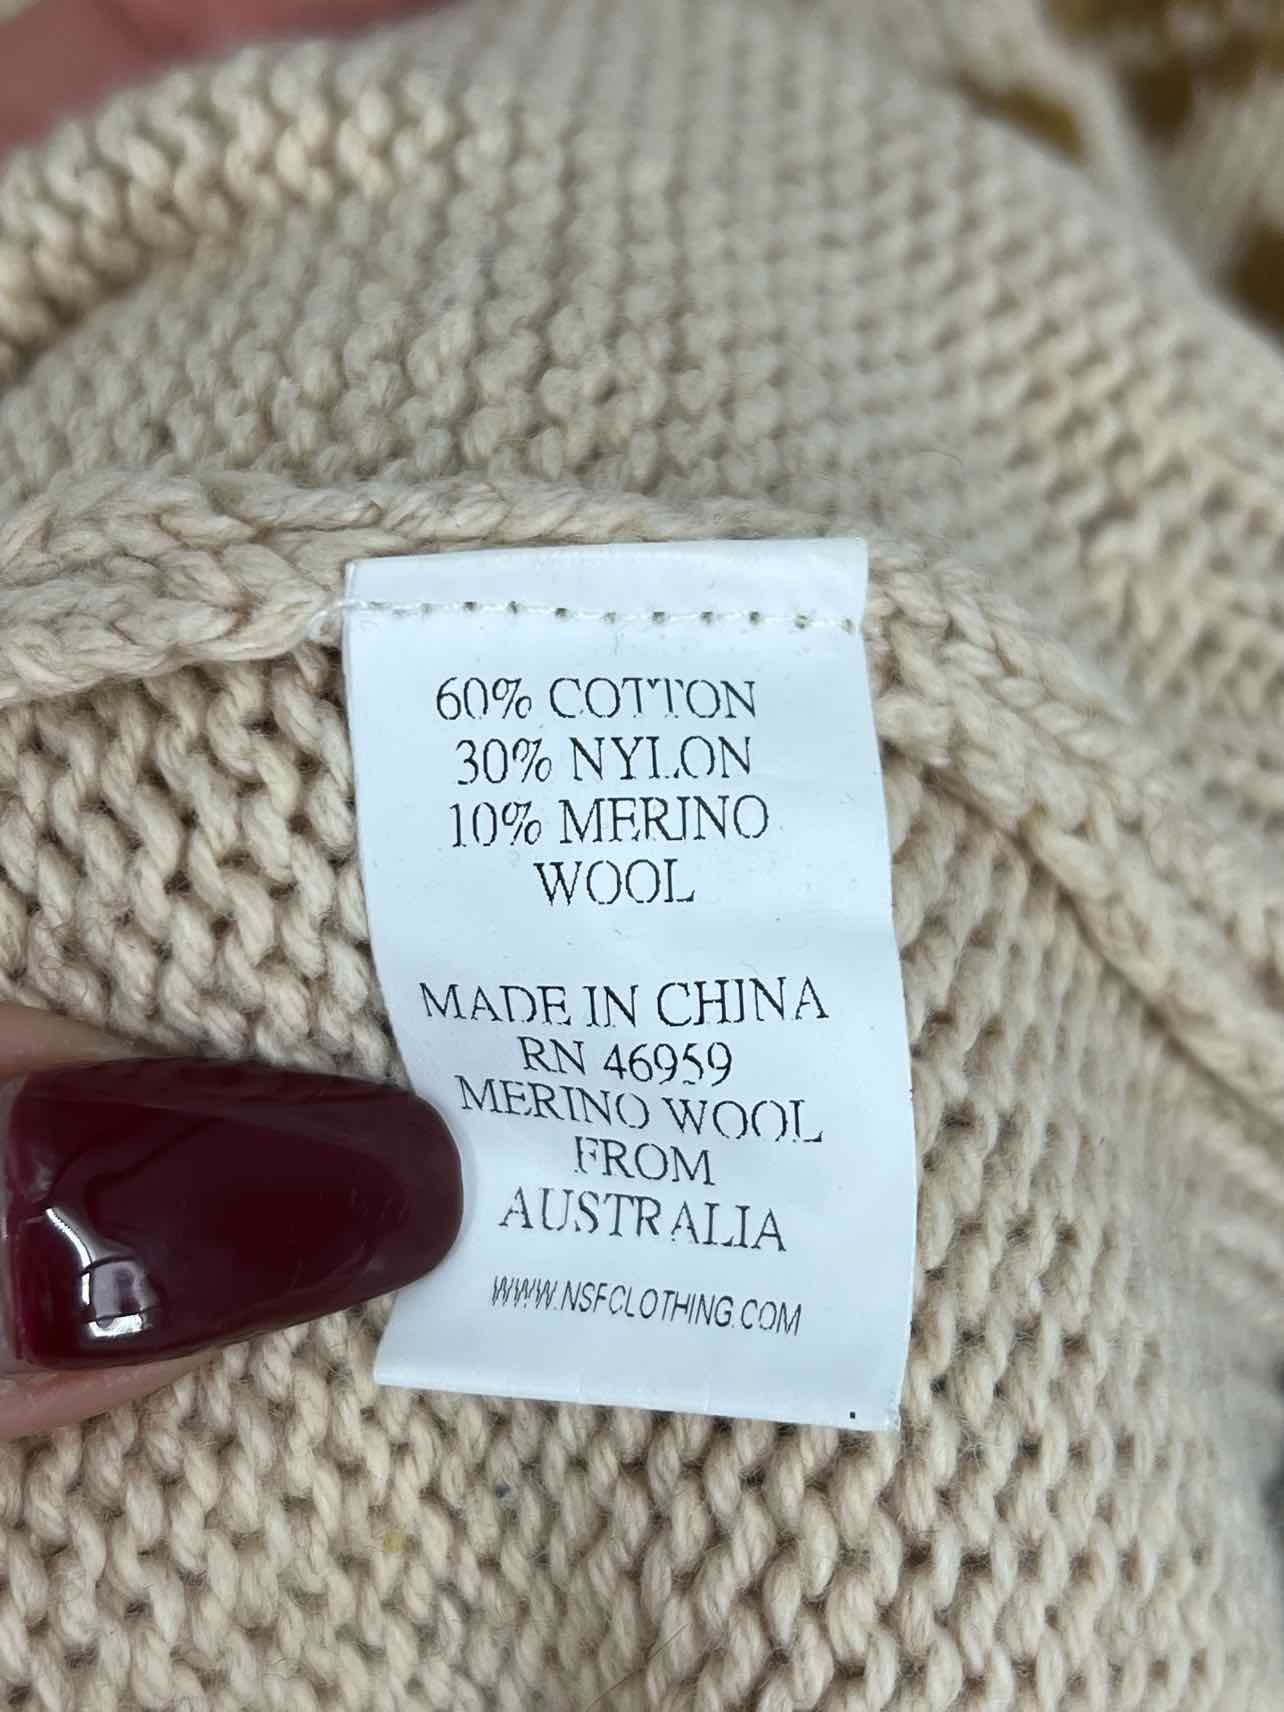 60% COTTON
30% NYLON
10% MERINO
WOOL
MADE IN CHINA
RN 46959
MERINO WOOL
FROM
AUSTRALIA
WWW.NSFCLOTHING.COM